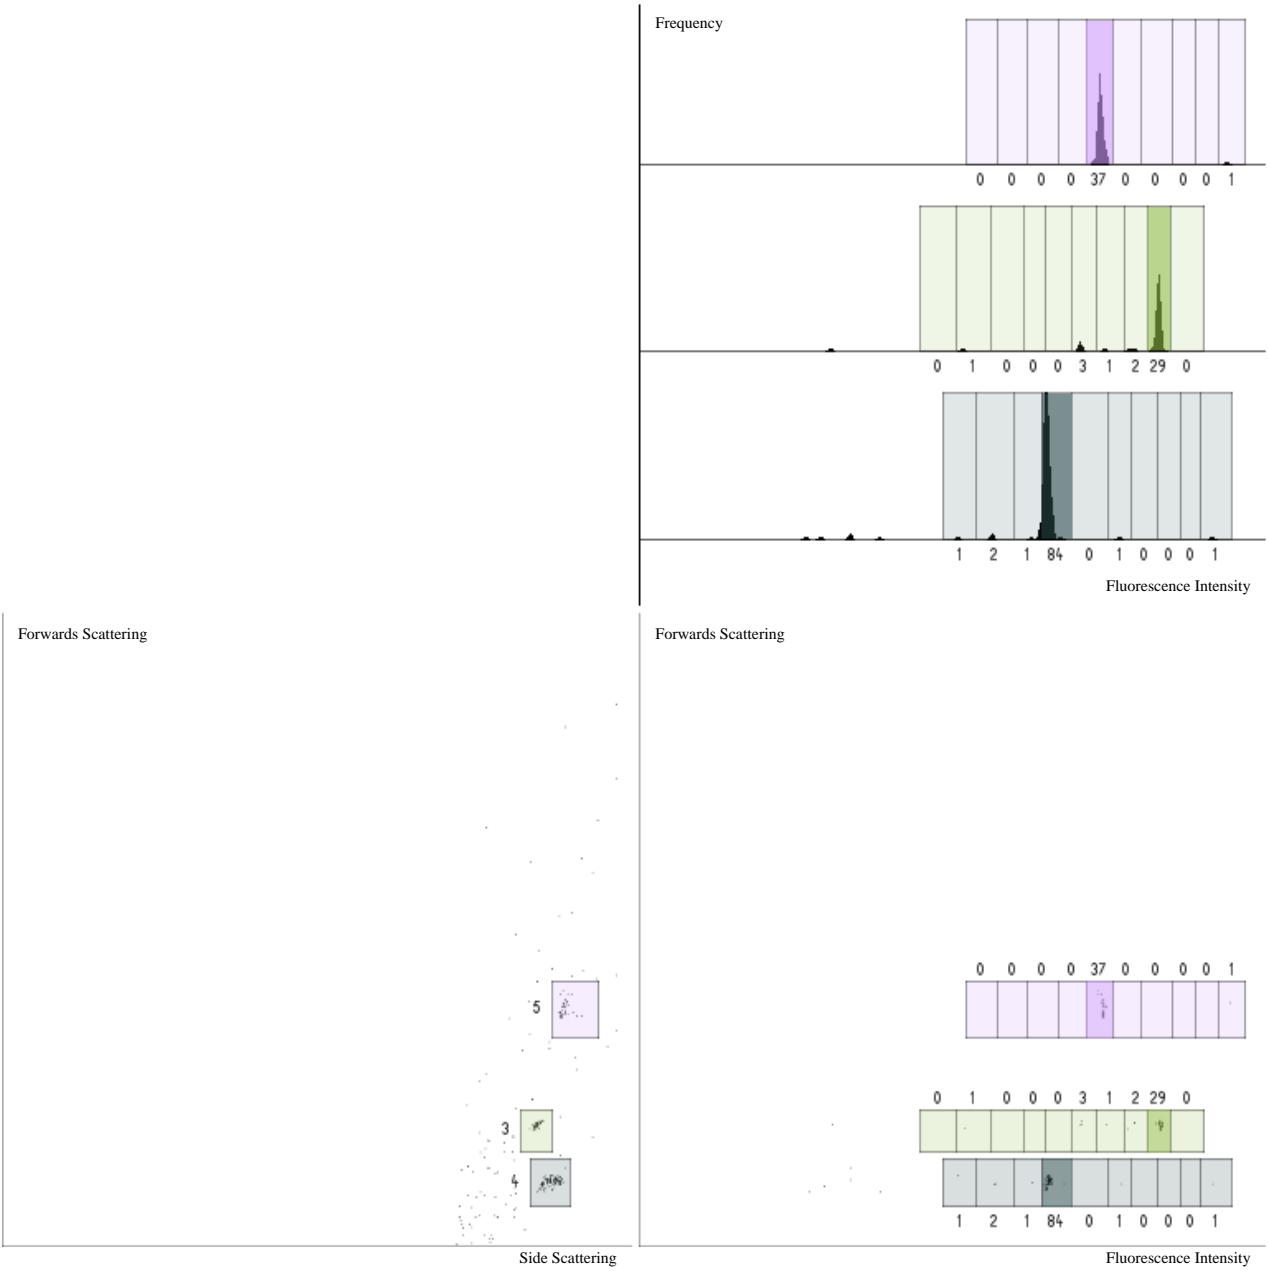 Frequency
0 0 0 0 37 0 0 0 0 1
0 1 0 0 0 3 1 2 29 0
1 2 1 84 0 1 0 0 0 1
Fluorescence Intensity
Forwards Scattering
5
3
4
Side Scattering
Forwards Scattering
0 0 0 0 37 0 0 0 0 1
0 1 0 0 0 3 1 2 29 0
1 2 1 84 0 1 0 0 0 1
Fluorescence Intensity